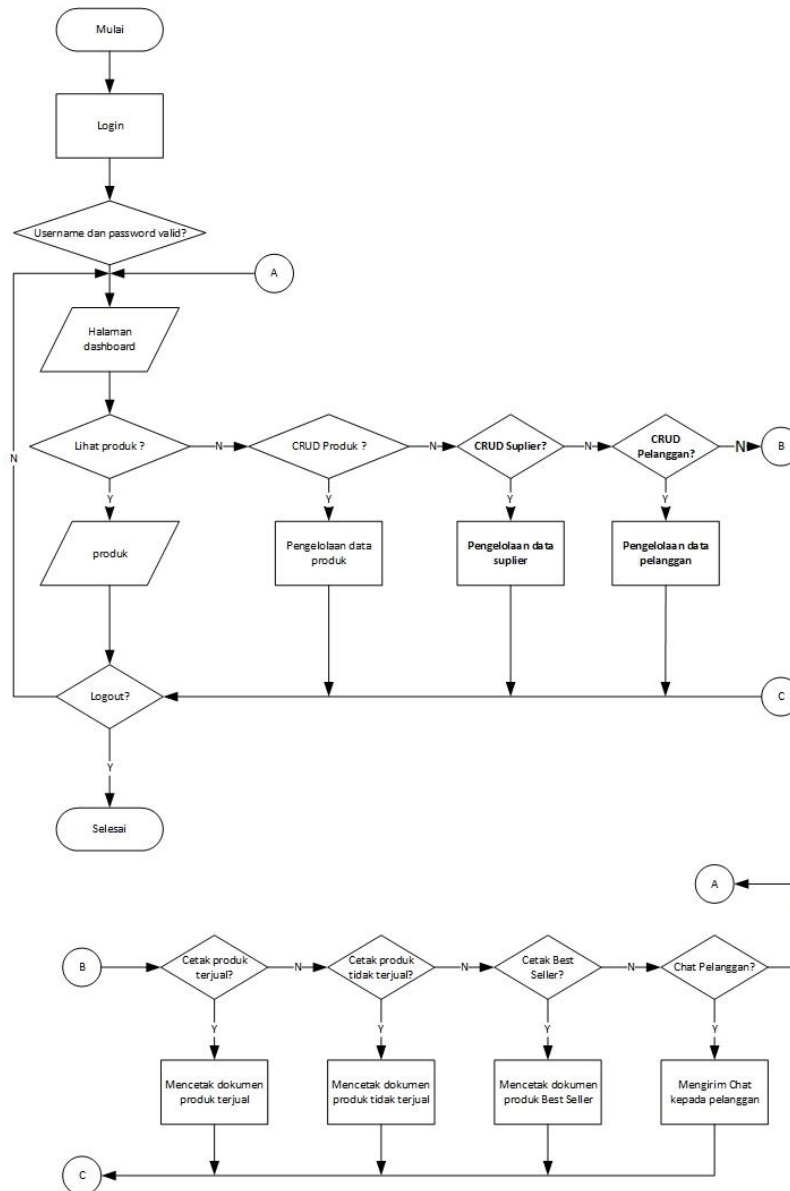 Mulai
Login
Username dan password valid?
A
Halaman
dashboard
Lihat produk ?
N
CRUD Produk ?
N
CRUD Suplier?
N
CRUD
Pelanggan?
N
B
N
Y
Y
Y
Y
produk
Pengelolaan data
produk
Pengelolaan data
suplier
Pengelolaan data
pelanggan
Logout?
C
Y
Selesai
A
B
Cetak produk
terjual?
N
Cetak produk
tidak terjual?
N
Cetak Best
Seller?
N
Chat Pelanggan?
Y
Y
Y
Y
Mencetak dokumen
produk terjual
Mencetak dokumen
produk tidak terjual
Mencetak dokumen
produk Best Seller
Mengirim Chat
kepada pelanggan
C